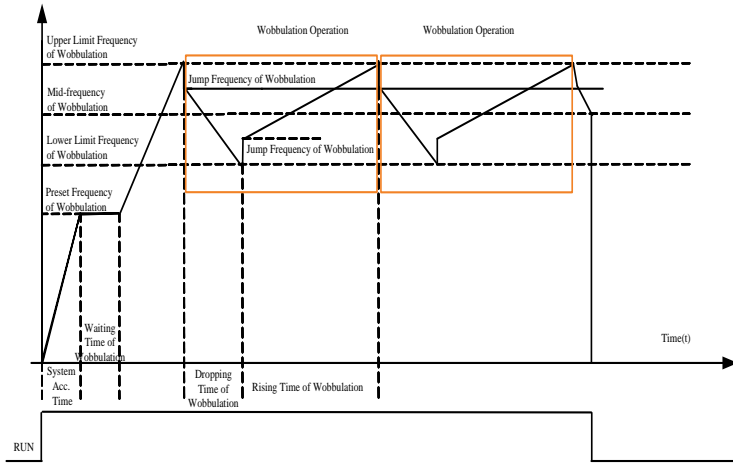 Wobbulation Operation
Wobbulation Operation
Upper Limit Frequency
of Wobbulation
Jump Frequency of Wobbulation
Mid-frequency
of Wobbulation
Lower Limit Frequency
of Wobbulation
Jump Frequency of Wobbulation
Preset Frequency
of Wobbulation
Waiting
Time of
Wobbulation
Time(t)
System
Acc.
Time
Dropping
Time of
Wobbulation
Rising Time of Wobbulation
RUN